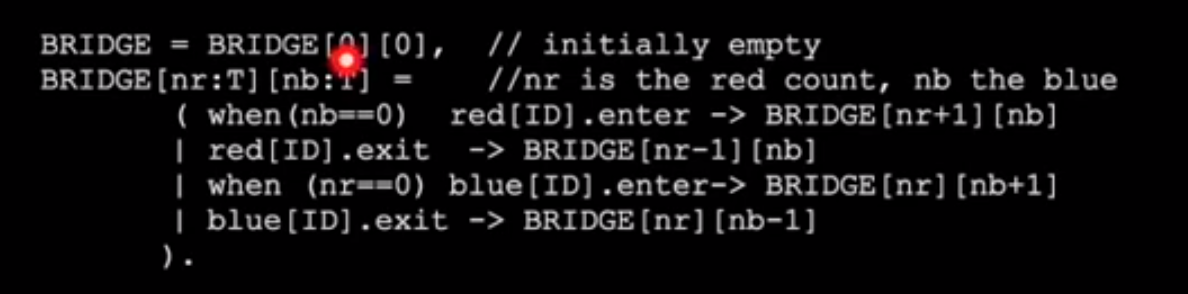 BRIDGE = BRIDGE[0][0], // initially empty
BRIDGE[nr:T][nb:T] = //nr is the red count, nb the blue
( when(nb==0) red[ID].enter -> BRIDGE[nr+1][nb]
| red[ID].exit -> BRIDGE[nr-1][nb]
| when (nr==0) blue[ID].enter-> BRIDGE[nr][nb+1]
| blue[ID].exit -> BRIDGE[nr][nb-1]
).